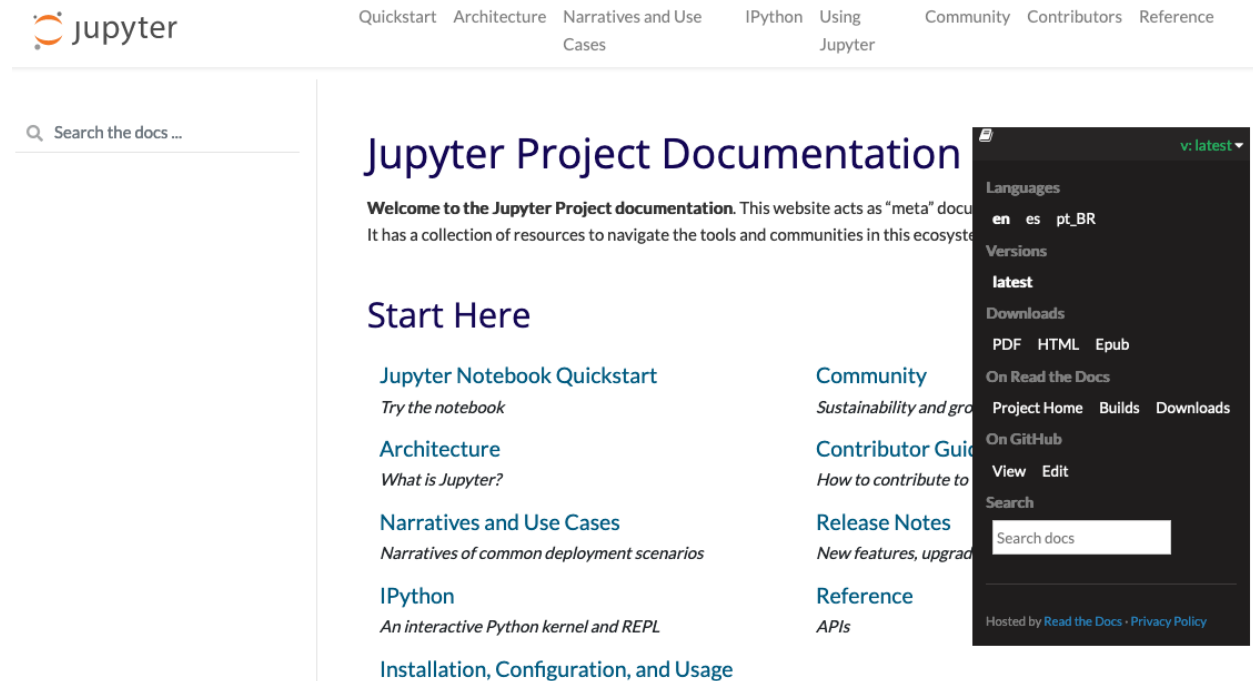 jupyter
Quickstart Architecture Narratives and Use Cases IPython Using Jupyter Community Contributors Reference
Search the docs ...
Jupyter Project Documentation
Welcome to the Jupyter Project documentation. This website acts as “meta” docu
It has a collection of resources to navigate the tools and communities in this ecosyste
Start Here
Jupyter Notebook Quickstart
Try the notebook
Architecture
What is Jupyter?
Narratives and Use Cases
Narratives of common deployment scenarios
IPython
An interactive Python kernel and REPL
Installation, Configuration, and Usage
Community
Sustainability and gro
Contributor Guid
How to contribute to
Release Notes
New features, upgrad
Reference
APIs
v: latest
Languages
en es pt_BR
Versions
latest
Downloads
PDF HTML Epub
On Read the Docs
Project Home Builds Downloads
On GitHub
View Edit
Search
Search docs
Hosted by Read the Docs · Privacy Policy